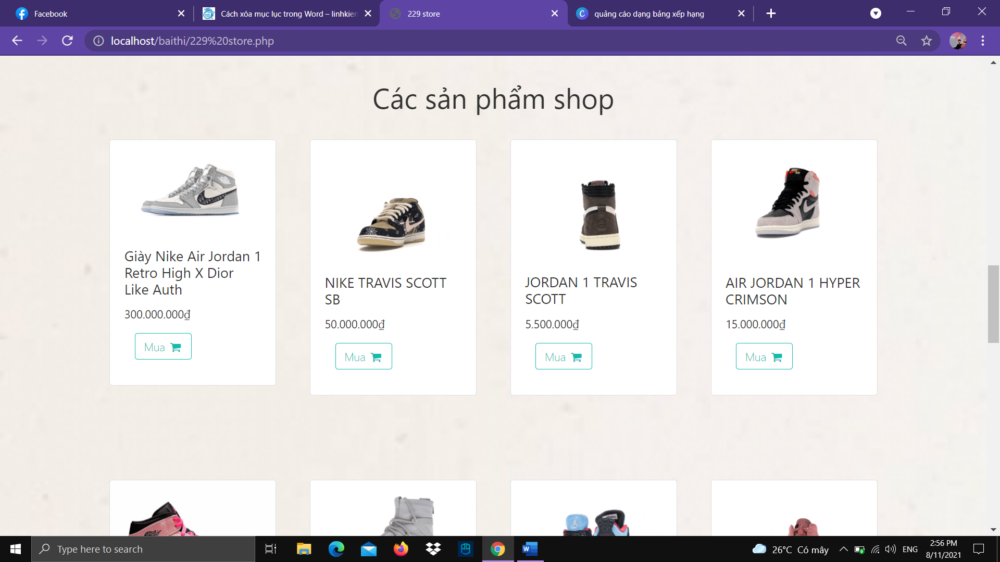 Facebook
Cách xóa mục lục trong Word – linhkien
229 store
quảng cáo dạng bảng xếp hạng
localhost/baithi/229%20store.php
Các sản phẩm shop
Giày Nike Air Jordan 1
Retro High X Dior
Like Auth
300.000.000₫
Mua
NIKE TRAVIS SCOTT
SB
50.000.000₫
Mua
JORDAN 1 TRAVIS
SCOTT
5.500.000₫
Mua
AIR JORDAN 1 HYPER
CRIMSON
15.000.000₫
Mua
Type here to search
26°C Có mây
ENG
2:56 PM
8/11/2021